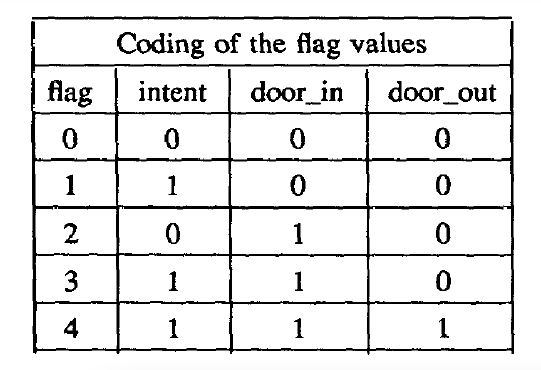 Coding of the flag values
flag intent door_in door_out
0 0 0 0
1 1 0 0
2 0 1 0
3 1 1 0
4 1 1 1